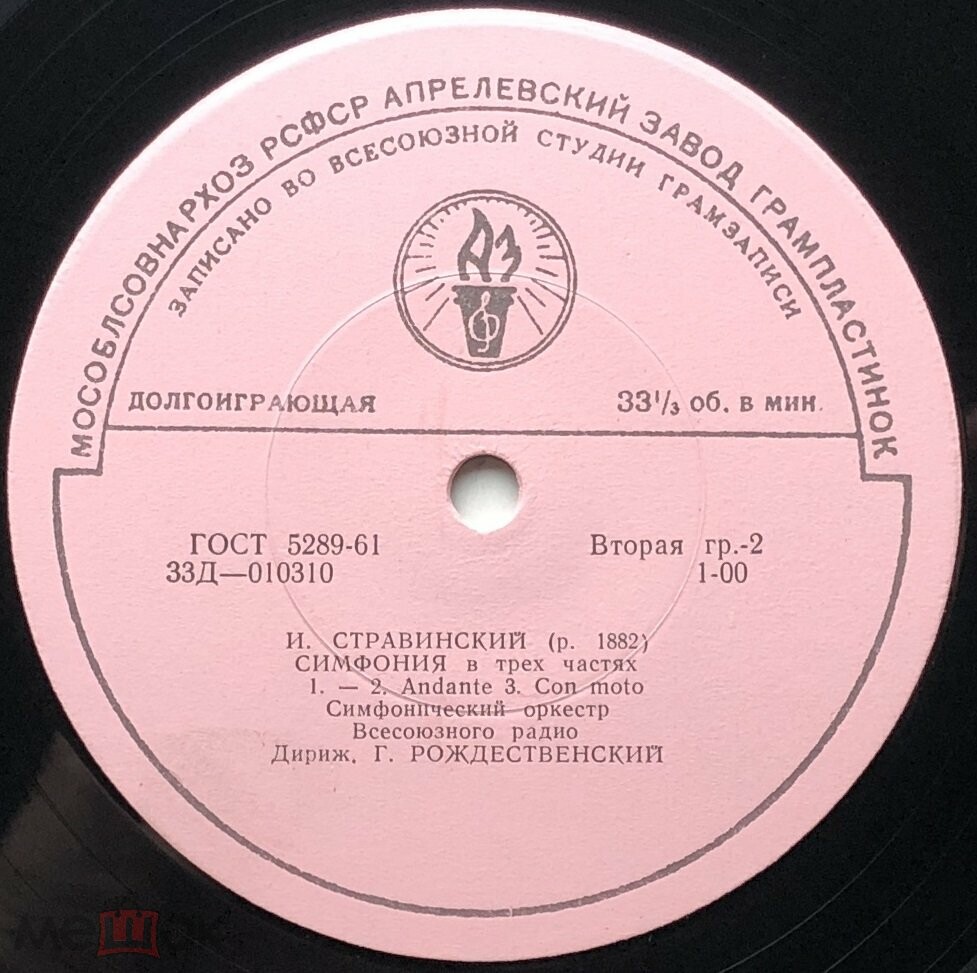 МОСОБЛСОВНАРХОЗ РСФСР АПРЕЛЕВСКИЙ ЗАВОД ГРАМПЛАСТИНОК
ЗАПИСАНО ВО ВСЕСОЮЗНОЙ СТУДИИ ГРАМЗАПИСИ
АЗ
ДОЛГОИГРАЮЩАЯ 33 1/3 об. в мин.
ГОСТ 5289-61 Вторая гр.-2
33Д—010310 1-00
И. СТРАВИНСКИЙ (р. 1882)
СИМФОНИЯ в трех частях
1. — 2. Andante 3. Con moto
Симфонический оркестр
Всесоюзного радио
Дириж. Г. РОЖДЕСТВЕНСКИЙ
мешок